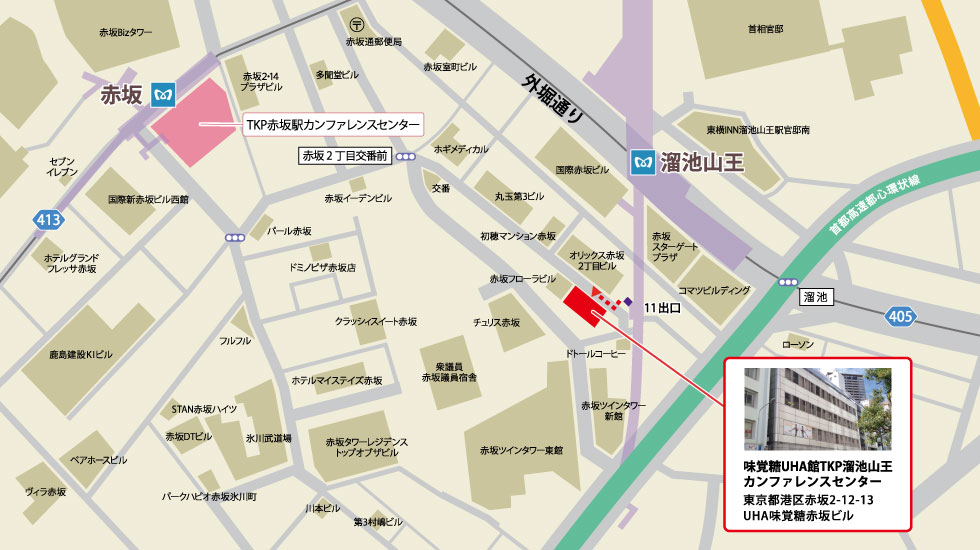 赤坂Bizタワー
〒
赤坂通郵便局
首相官邸
赤坂2・14
プラザビル
多聞堂ビル
赤坂室町ビル
外堀通り
赤坂
TKP赤坂駅カンファレンスセンター
東横INN溜池山王駅官邸南
赤坂2丁目交番前
ホギメディカル
国際赤坂ビル
溜池山王
セブン
イレブン
国際新赤坂ビル西館
赤坂イーデンビル
交番
丸玉第3ビル
首都高速都心環状線
413
パール赤坂
初穂マンション赤坂
赤坂
スターゲート
プラザ
ホテルグランド
フレッサ赤坂
ドミノピザ赤坂店
オリックス赤坂
2丁目ビル
赤坂フローラビル
コマツビルディング
溜池
11出口
405
クラッシィスイート赤坂
チュリス赤坂
フルフル
鹿島建設KIビル
ドトールコーヒー
ローソン
衆議員
赤坂議員宿舎
ホテルマイステイズ赤坂
STAN赤坂ハイツ
赤坂ツインタワー
新館
赤坂DTビル
氷川武道場
赤坂タワーレジデンス
トップオブザビル
赤坂ツインタワー東館
ベアホースビル
味覚糖UHA館TKP溜池山王
カンファレンスセンター
東京都港区赤坂2-12-13
UHA味覚糖赤坂ビル
ヴィラ赤坂
パークハビオ赤坂氷川町
川本ビル
第3村嶋ビル